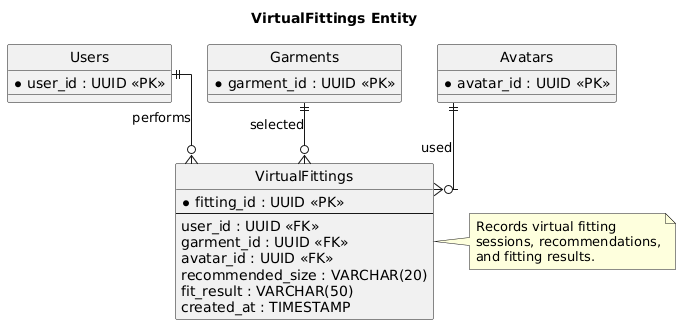 VirtualFittings Entity
Users
* user_id : UUID «PK»
Garments
* garment_id : UUID «PK»
Avatars
* avatar_id : UUID «PK»
performs
selected
used
VirtualFittings
* fitting_id : UUID «PK»
user_id : UUID «FK»
garment_id : UUID «FK»
avatar_id : UUID «FK»
recommended_size : VARCHAR(20)
fit_result : VARCHAR(50)
created_at : TIMESTAMP
Records virtual fitting
sessions, recommendations,
and fitting results.